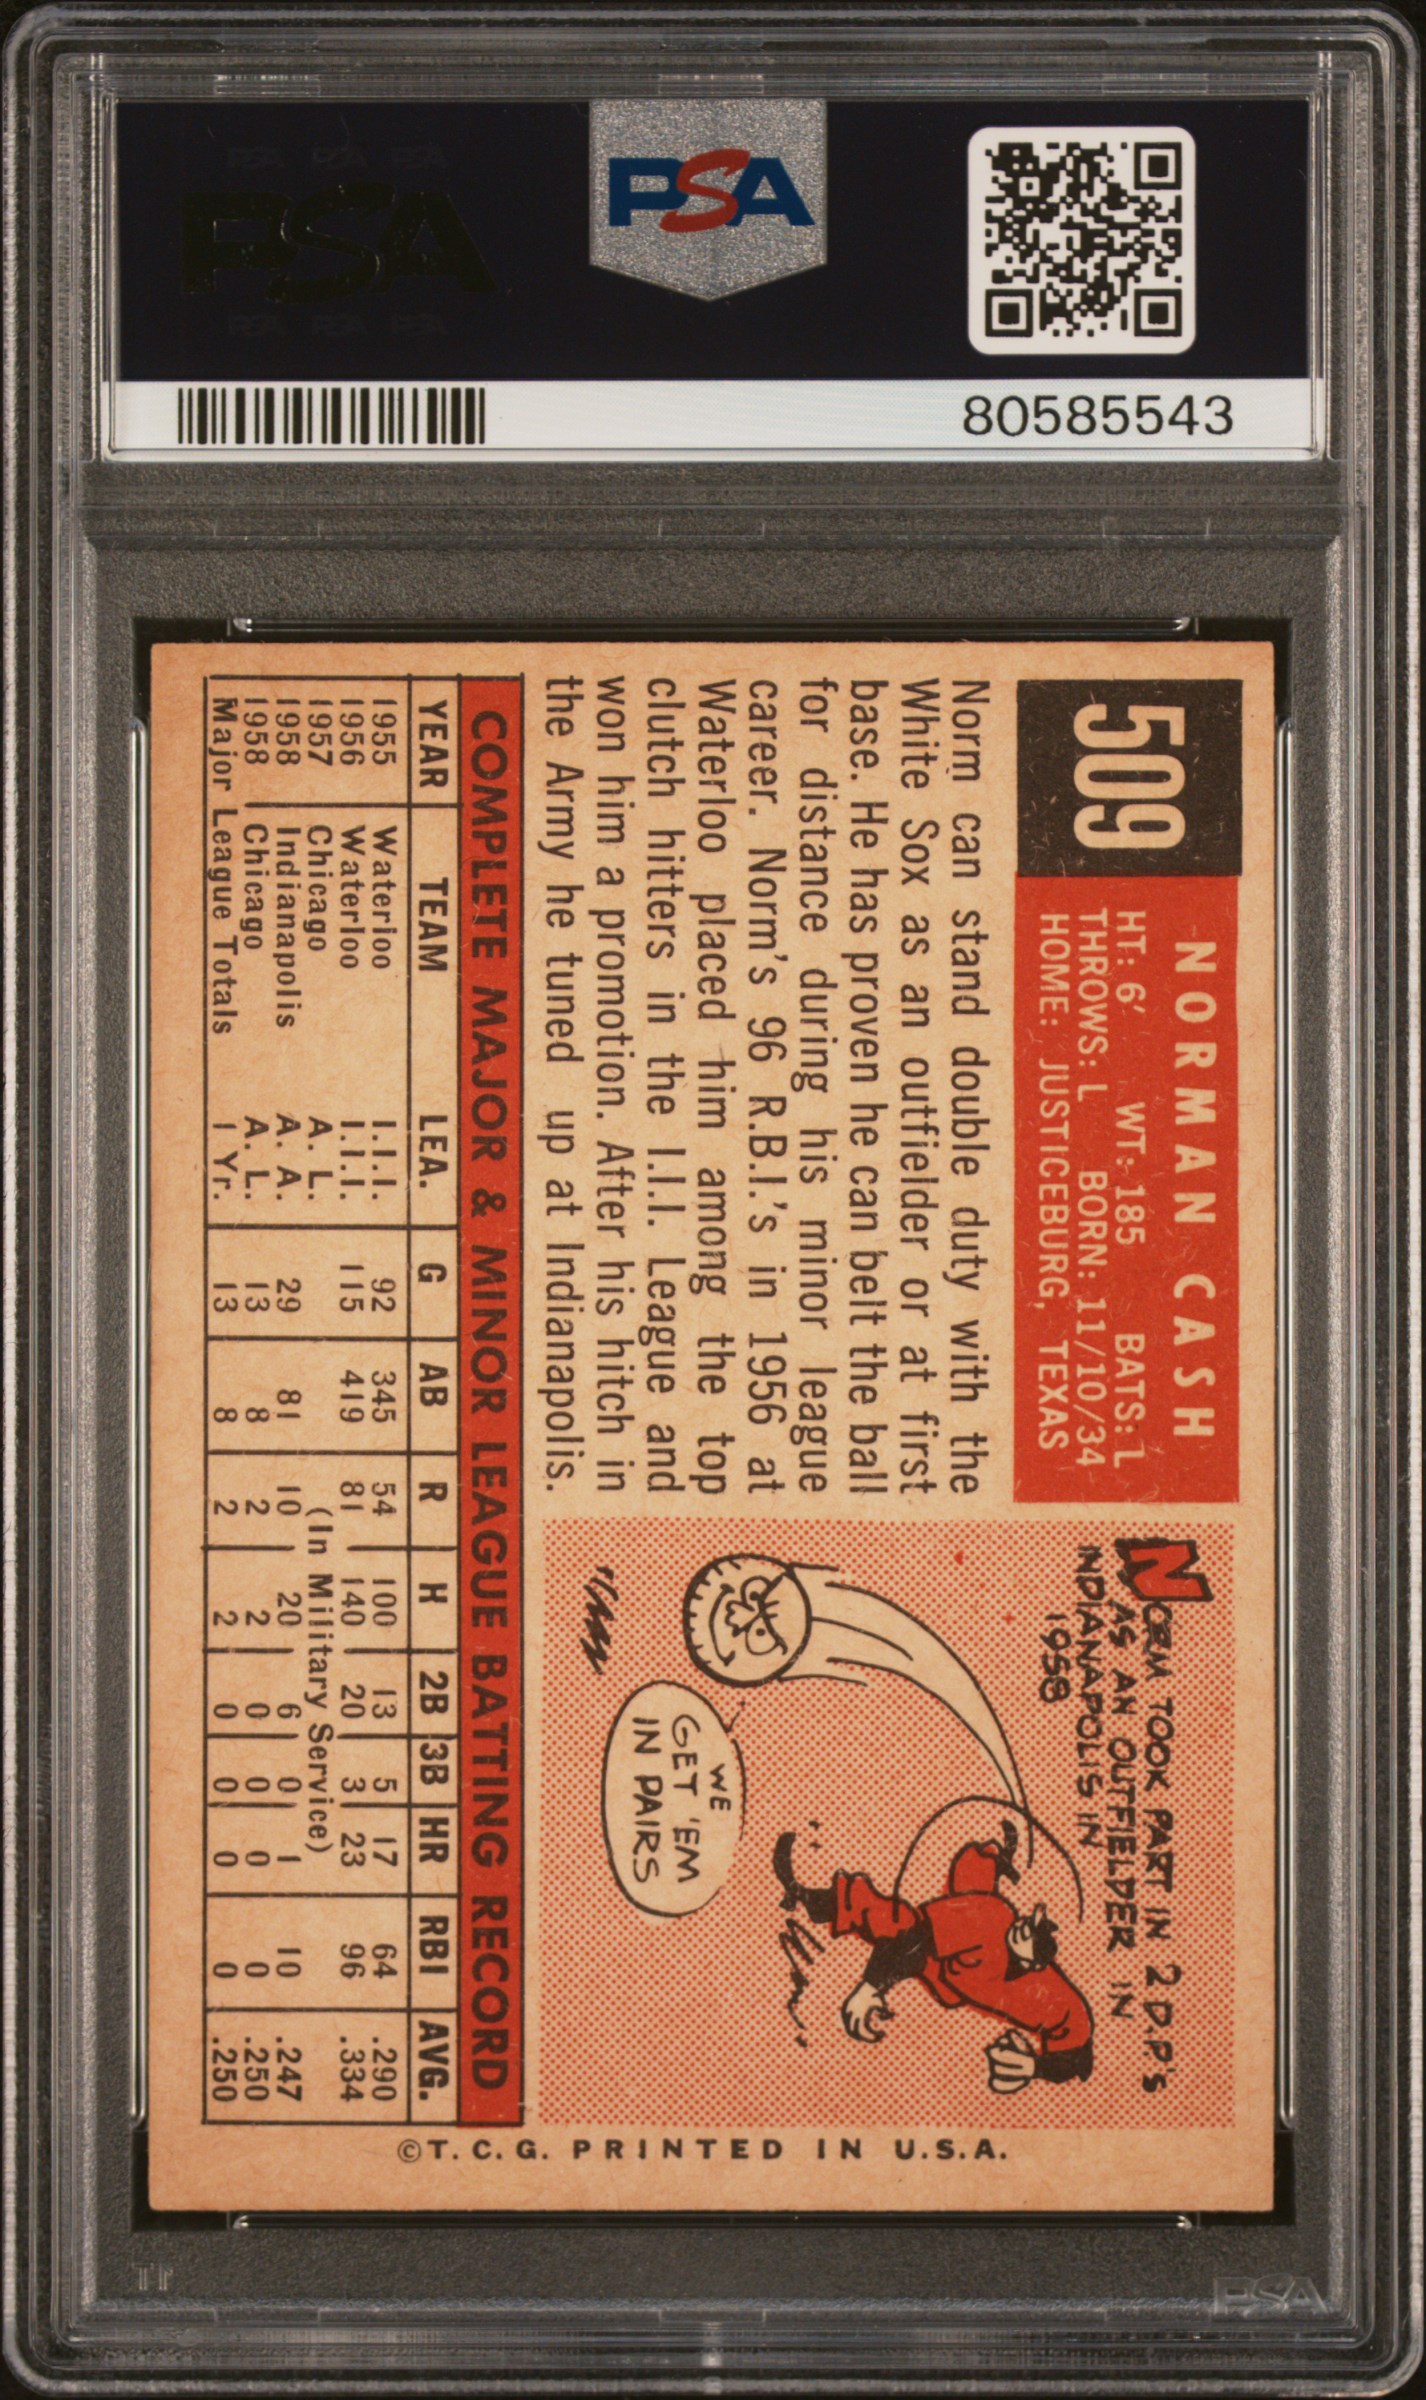 PSA PSA PSA
PSA
PSA PSA PSA
PSA
80585543
509
NORMAN CASH
HT: 6' WT: 185 BATS: L
THROWS: L BORN: 11/10/34
HOME: JUSTICEBURG, TEXAS
Norm can stand double duty with the
White Sox as an outfielder or at first
base. He has proven he can belt the ball
for distance during his minor league
career. Norm's 96 R.B.I.'s in 1956 at
Waterloo placed him among the top
clutch hitters in the I.I.I. League and
won him a promotion. After his hitch in
the Army he tuned up at Indianapolis.
NORM TOOK PART IN 2 D.P.'s
AS AN OUTFIELDER IN
INDIANAPOLIS IN
1958
WE
GET 'EM
IN PAIRS
COMPLETE MAJOR & MINOR LEAGUE BATTING RECORD
YEAR TEAM LEA. G AB R H 2B 3B HR RBI AVG.
1955 Waterloo I.I.I. 92 345 54 100 13 5 17 64 .290
1956 Waterloo I.I.I. 115 419 81 140 20 3 23 96 .334
1957 Chicago A. L. (In Military Service)
1958 Indianapolis A. A. 29 81 10 20 6 0 1 10 .247
1958 Chicago A. L. 13 8 2 2 0 0 0 0 .250
Major League Totals 1 Yr. 13 8 2 2 0 0 0 0 .250
©T.C.G. PRINTED IN U.S.A.
PSA